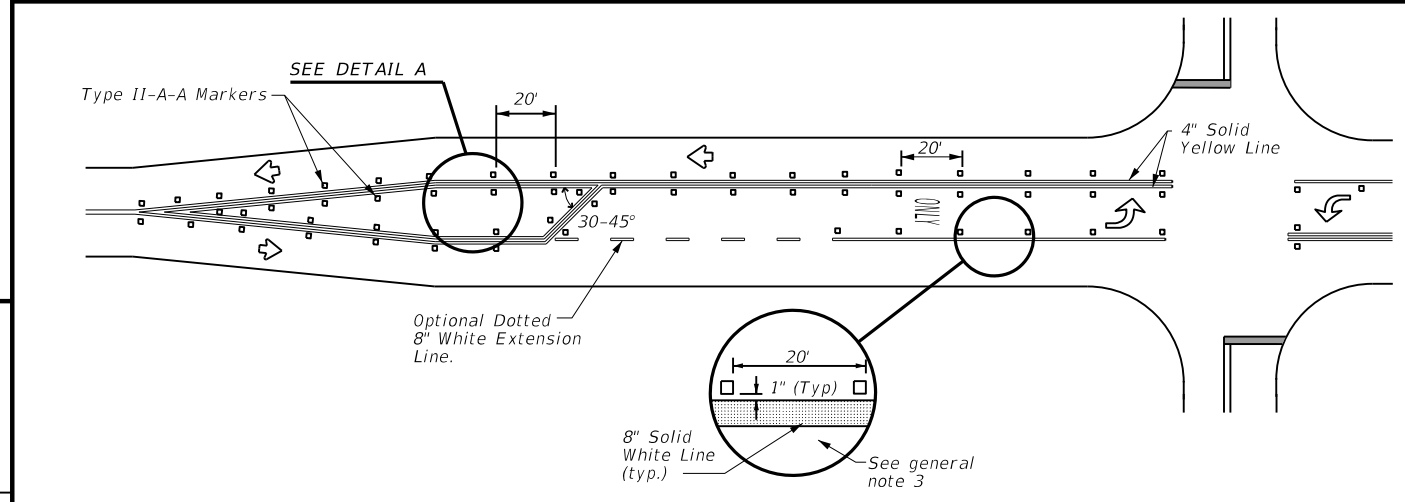 SEE DETAIL A
Type II-A-A Markers
20'
4" Solid
Yellow Line
20'
ONLY
30-45°
Optional Dotted
8" White Extension
Line.
20'
1" (Typ)
8" Solid
White Line
(typ.)
See general
note 3